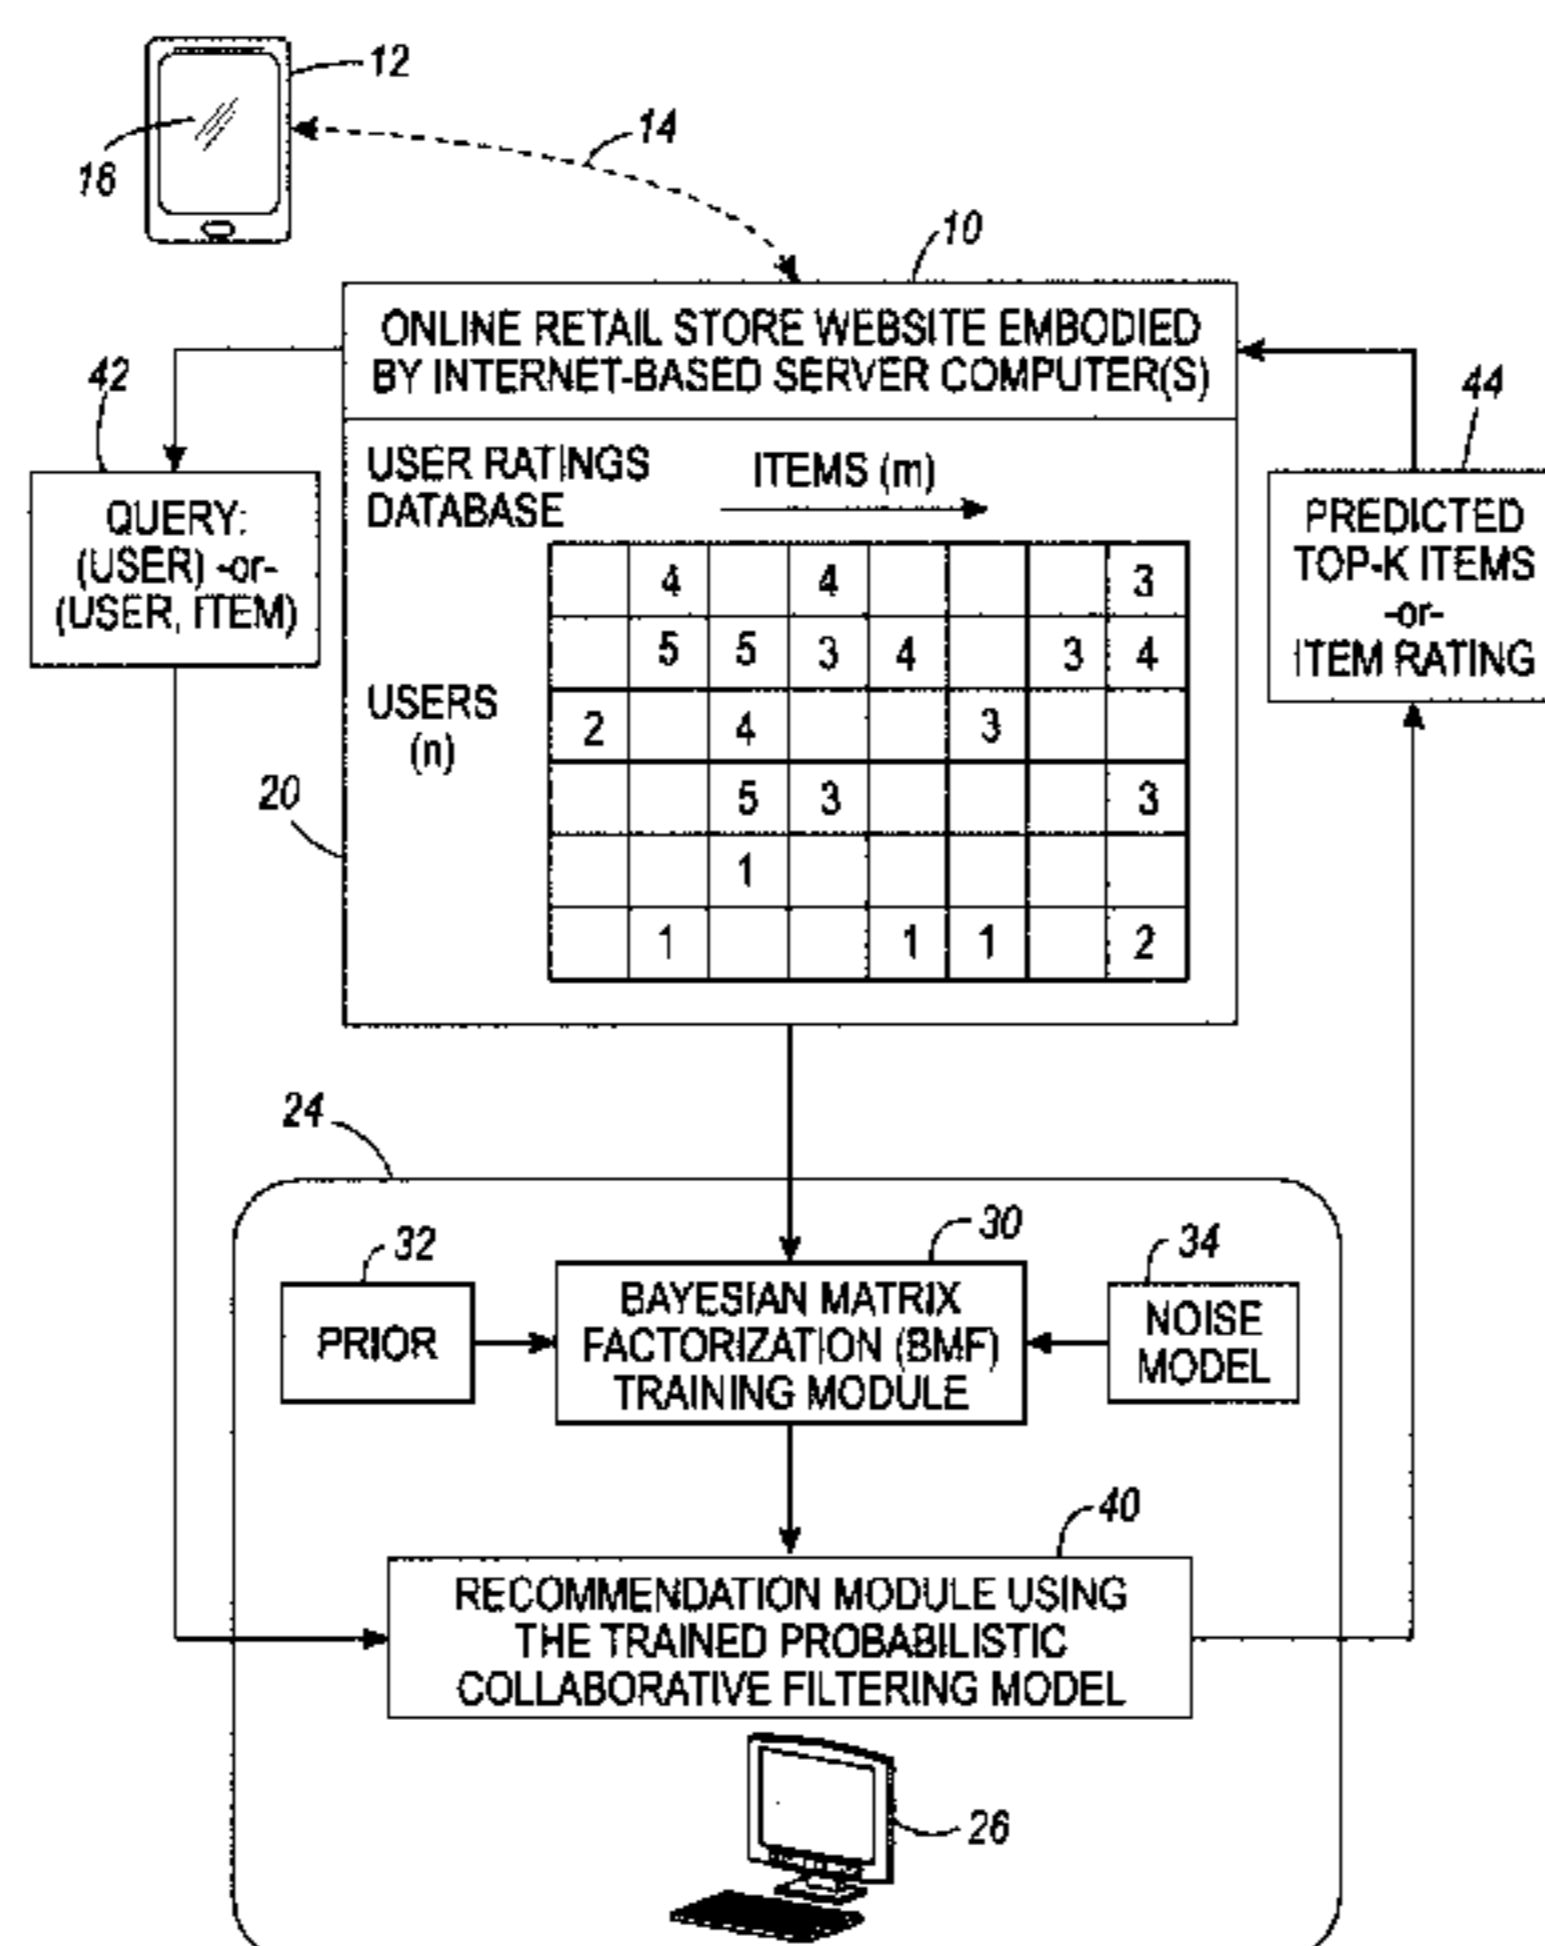 12
14
18
10
ONLINE RETAIL STORE WEBSITE EMBODIED
BY INTERNET-BASED SERVER COMPUTER(S)
42
QUERY:
(USER) -or-
(USER, ITEM)
44
PREDICTED
TOP-K ITEMS
-or-
ITEM RATING
USER RATINGS
DATABASE
ITEMS (m)
USERS
(n)
20
4 4 3
5 5 3 4 3 4
2 4 3
5 3 3
1
1 1 1 2
24
32
PRIOR
30
BAYESIAN MATRIX
FACTORIZATION (BMF)
TRAINING MODULE
34
NOISE
MODEL
40
RECOMMENDATION MODULE USING
THE TRAINED PROBABILISTIC
COLLABORATIVE FILTERING MODEL
26